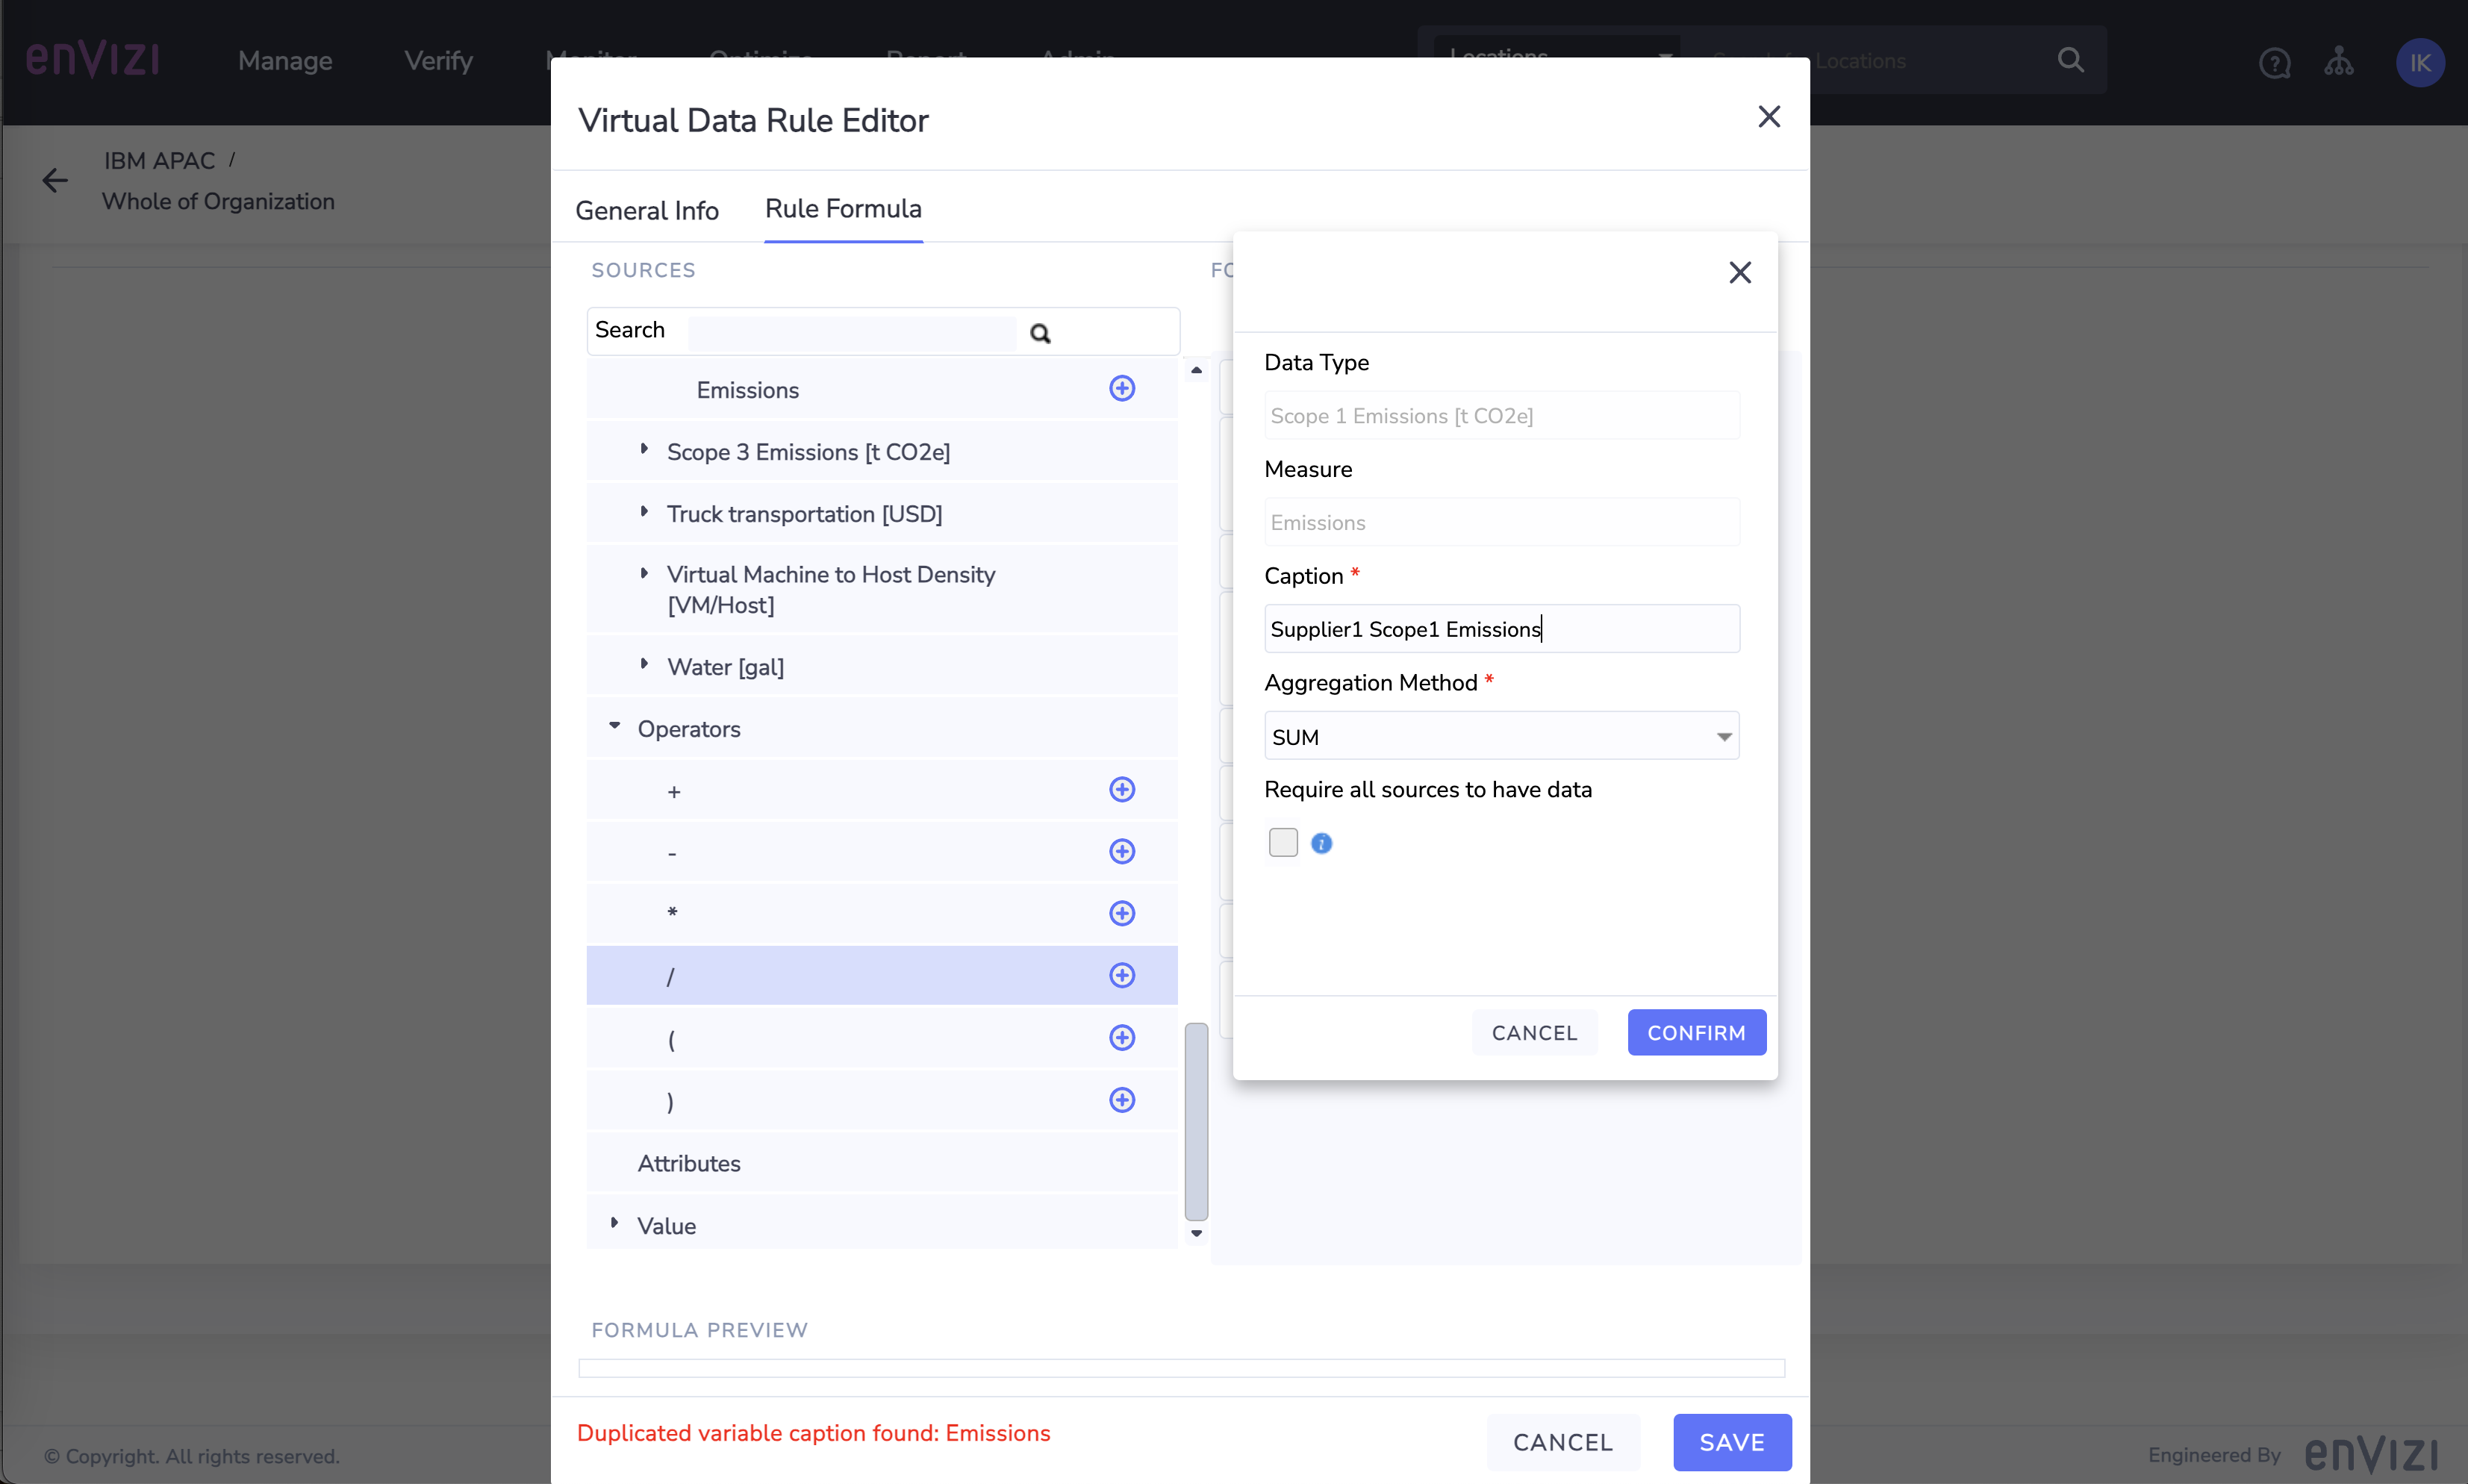 enVizi
Manage
Verify
Monitor
Optimize
Report
Admin
Locations
Locations
IK
IBM APAC /
Whole of Organization
Virtual Data Rule Editor
General Info
Rule Formula
SOURCES
FO
Search
Emissions
Scope 3 Emissions [t CO2e]
Truck transportation [USD]
Virtual Machine to Host Density
[VM/Host]
Water [gal]
Operators
+
-
*
/
(
)
Attributes
Value
Data Type
Scope 1 Emissions [t CO2e]
Measure
Emissions
Caption *
Supplier1 Scope1 Emissions
Aggregation Method *
SUM
Require all sources to have data
CANCEL
CONFIRM
FORMULA PREVIEW
Duplicated variable caption found: Emissions
CANCEL
SAVE
© Copyright. All rights reserved.
Engineered By
enVizi